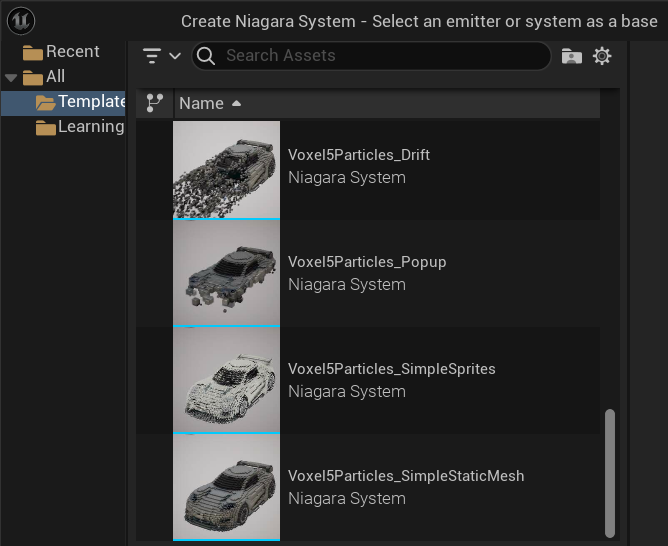 Create Niagara System - Select an emitter or system as a base
Recent
All
Template
Learning
Search Assets
Name
Voxel5Particles_Drift
Niagara System
Voxel5Particles_Popup
Niagara System
Voxel5Particles_SimpleSprites
Niagara System
Voxel5Particles_SimpleStaticMesh
Niagara System